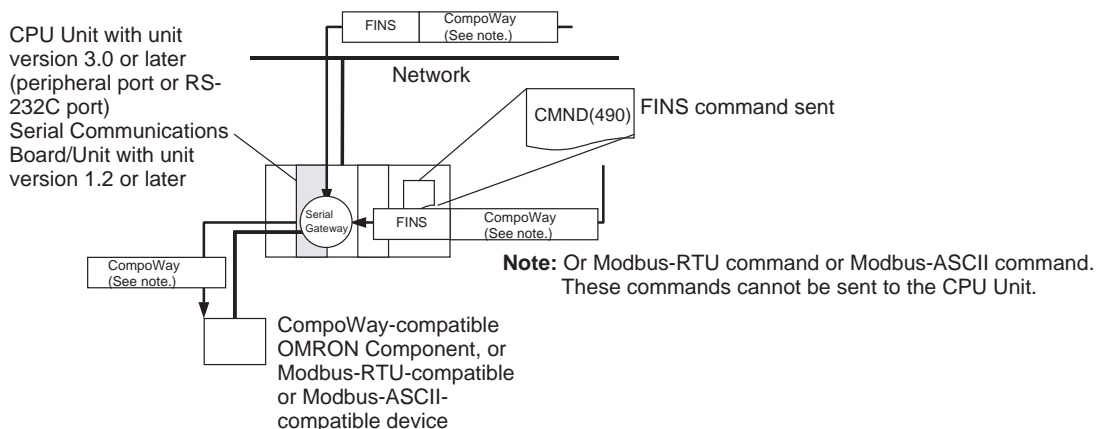 FINS
CompoWay
(See note.)
CPU Unit with unit
version 3.0 or later
(peripheral port or RS-
232C port)
Serial Communications
Board/Unit with unit
version 1.2 or later
Network
CMND(490)
FINS command sent
Serial
Gateway
FINS
CompoWay
(See note.)
CompoWay
(See note.)
Note: Or Modbus-RTU command or Modbus-ASCII command.
These commands cannot be sent to the CPU Unit.
CompoWay-compatible
OMRON Component, or
Modbus-RTU-compatible
or Modbus-ASCII-
compatible device